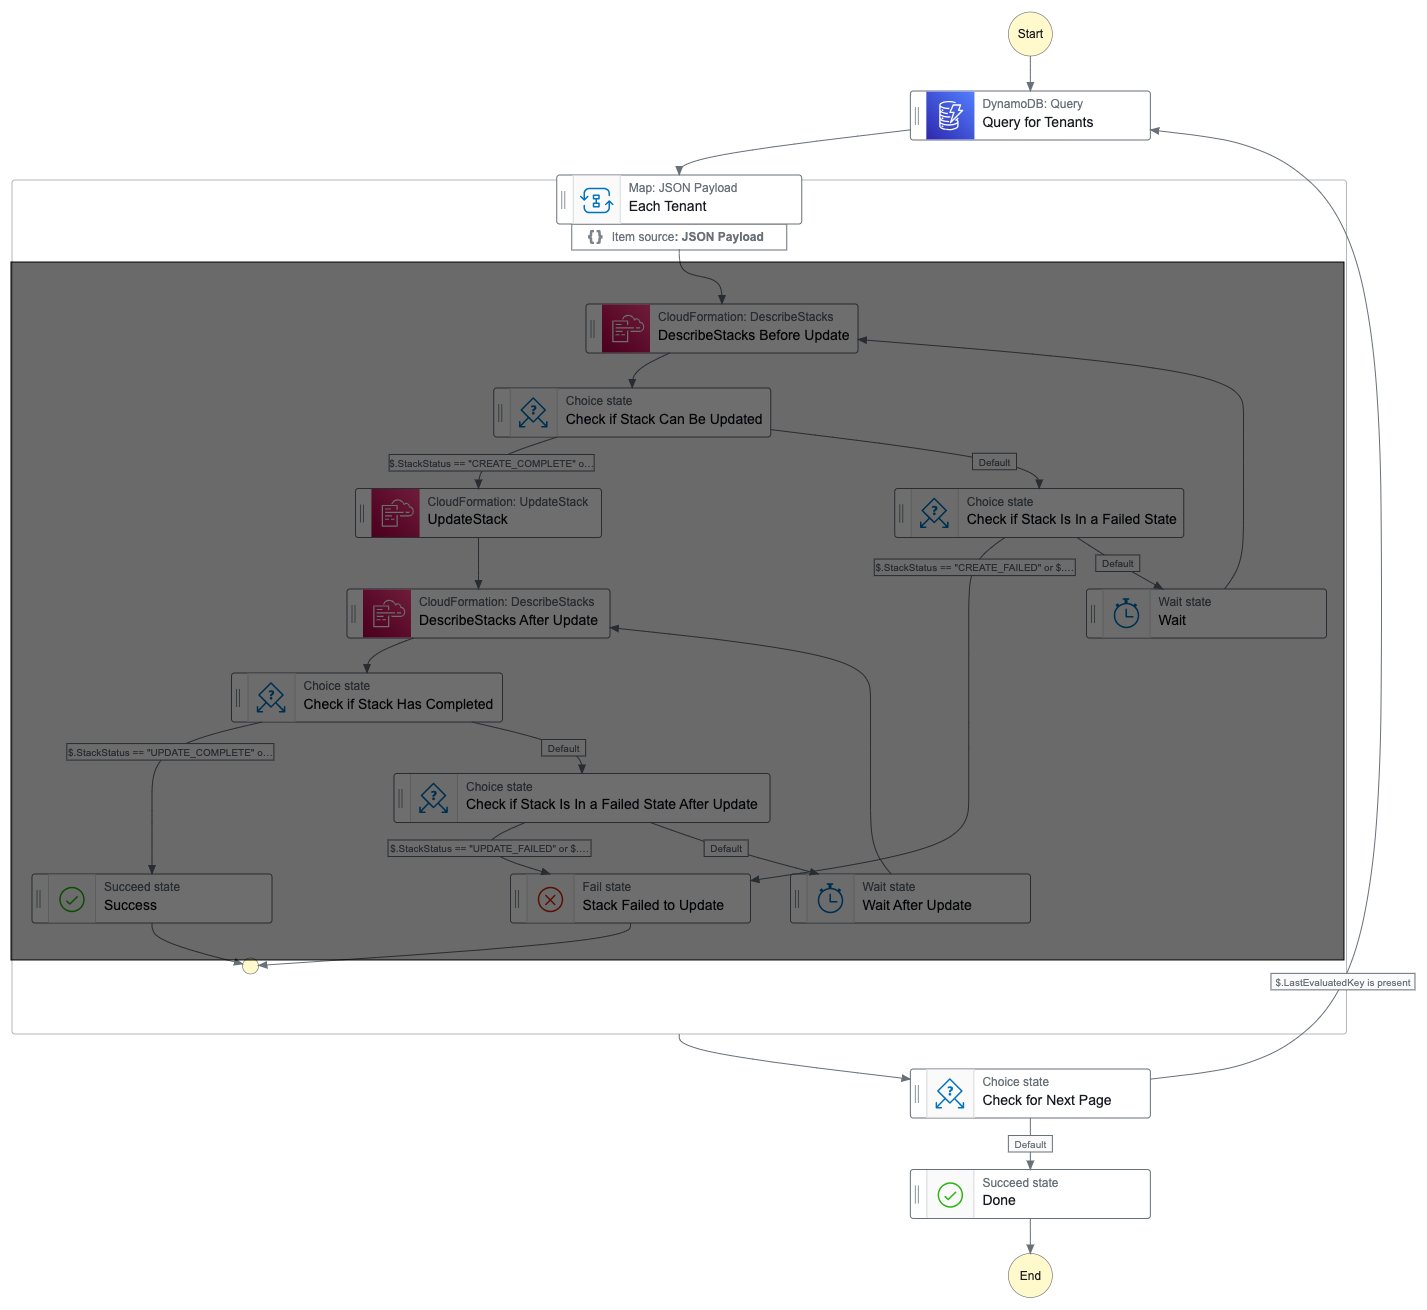 Start
DynamoDB: Query
Query for Tenants
Map: JSON Payload
Each Tenant
{} Item source: JSON Payload
CloudFormation: DescribeStacks
DescribeStacks Before Update
Choice state
Check if Stack Can Be Updated
$.StackStatus == "CREATE_COMPLETE" o...
Default
CloudFormation: UpdateStack
UpdateStack
Choice state
Check if Stack Is In a Failed State
$.StackStatus == "CREATE_FAILED" or $....
Default
CloudFormation: DescribeStacks
DescribeStacks After Update
Wait state
Wait
Choice state
Check if Stack Has Completed
$.StackStatus == "UPDATE_COMPLETE" o...
Default
Choice state
Check if Stack Is In a Failed State After Update
$.StackStatus == "UPDATE_FAILED" or $....
Default
Succeed state
Success
Fail state
Stack Failed to Update
Wait state
Wait After Update
$.LastEvaluatedKey is present
Choice state
Check for Next Page
Default
Succeed state
Done
End